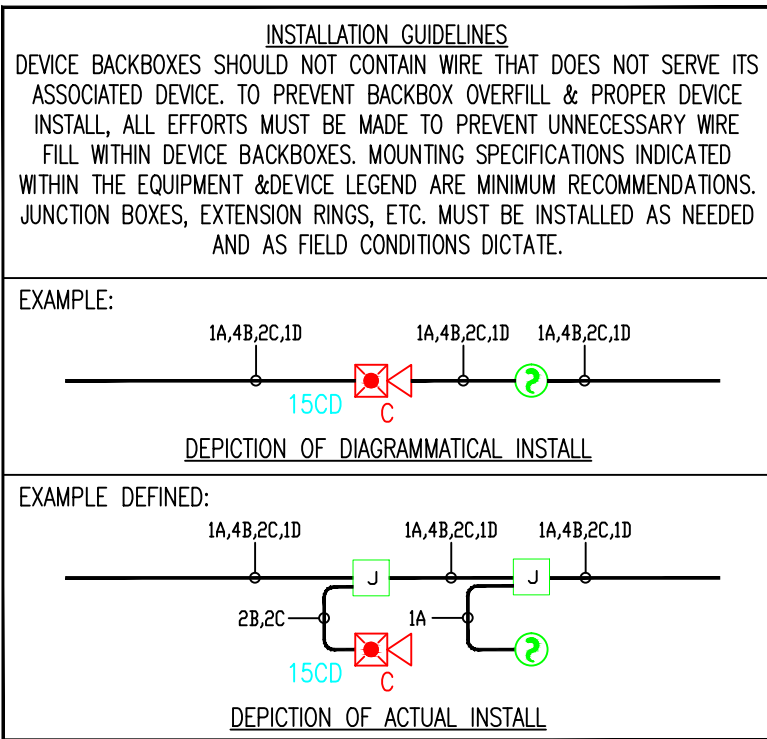 INSTALLATION GUIDELINES
DEVICE BACKBOXES SHOULD NOT CONTAIN WIRE THAT DOES NOT SERVE ITS
ASSOCIATED DEVICE. TO PREVENT BACKBOX OVERFILL & PROPER DEVICE
INSTALL, ALL EFFORTS MUST BE MADE TO PREVENT UNNECESSARY WIRE
FILL WITHIN DEVICE BACKBOXES. MOUNTING SPECIFICATIONS INDICATED
WITHIN THE EQUIPMENT &DEVICE LEGEND ARE MINIMUM RECOMMENDATIONS.
JUNCTION BOXES, EXTENSION RINGS, ETC. MUST BE INSTALLED AS NEEDED
AND AS FIELD CONDITIONS DICTATE.
EXAMPLE:
1A,4B,2C,1D 1A,4B,2C,1D 1A,4B,2C,1D
15CD C
DEPICTION OF DIAGRAMMATICAL INSTALL
EXAMPLE DEFINED:
1A,4B,2C,1D 1A,4B,2C,1D 1A,4B,2C,1D
J J
2B,2C 1A
15CD C
DEPICTION OF ACTUAL INSTALL